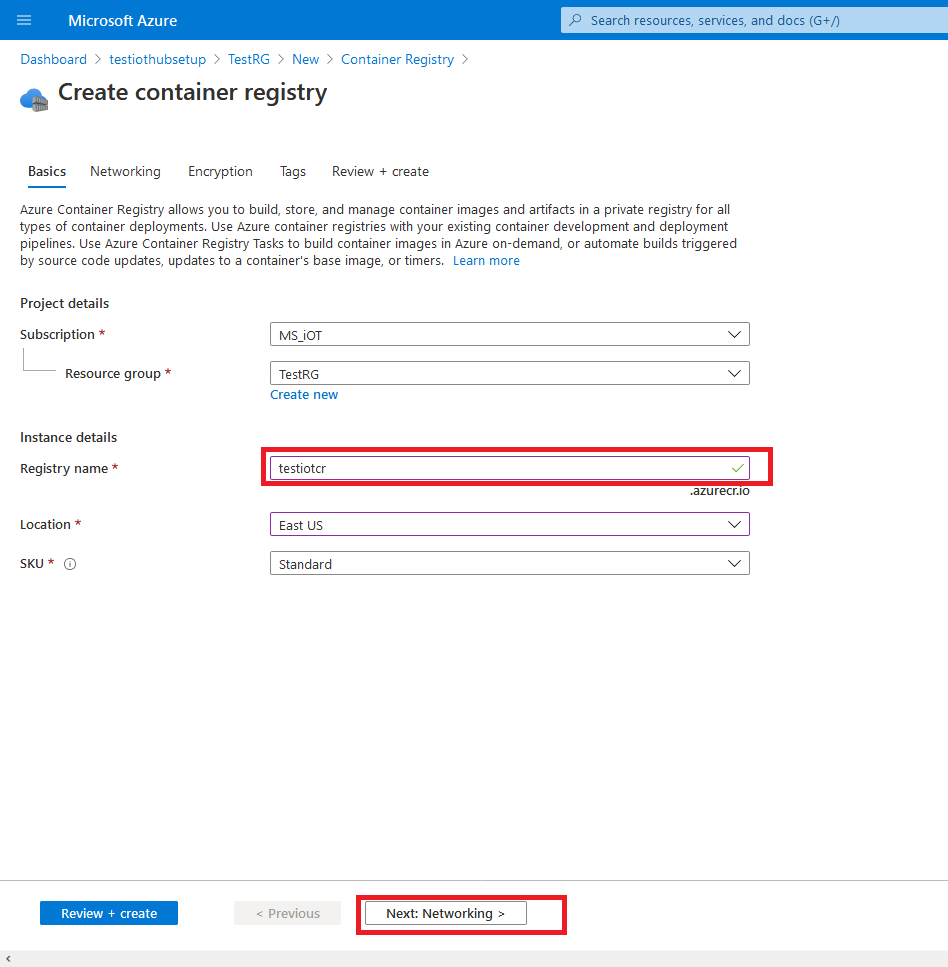 Microsoft Azure
Search resources, services, and docs (G+/)
Dashboard > testiothubsetup > TestRG > New > Container Registry >
Create container registry
Basics Networking Encryption Tags Review + create
Azure Container Registry allows you to build, store, and manage container images and artifacts in a private registry for all
types of container deployments. Use Azure container registries with your existing container development and deployment
pipelines. Use Azure Container Registry Tasks to build container images in Azure on-demand, or automate builds triggered
by source code updates, updates to a container's base image, or timers. Learn more
Project details
Subscription *
MS_iOT
Resource group *
TestRG
Create new
Instance details
Registry name *
testiotcr
.azurecr.io
Location *
East US
SKU *
Standard
Review + create
< Previous
Next: Networking >